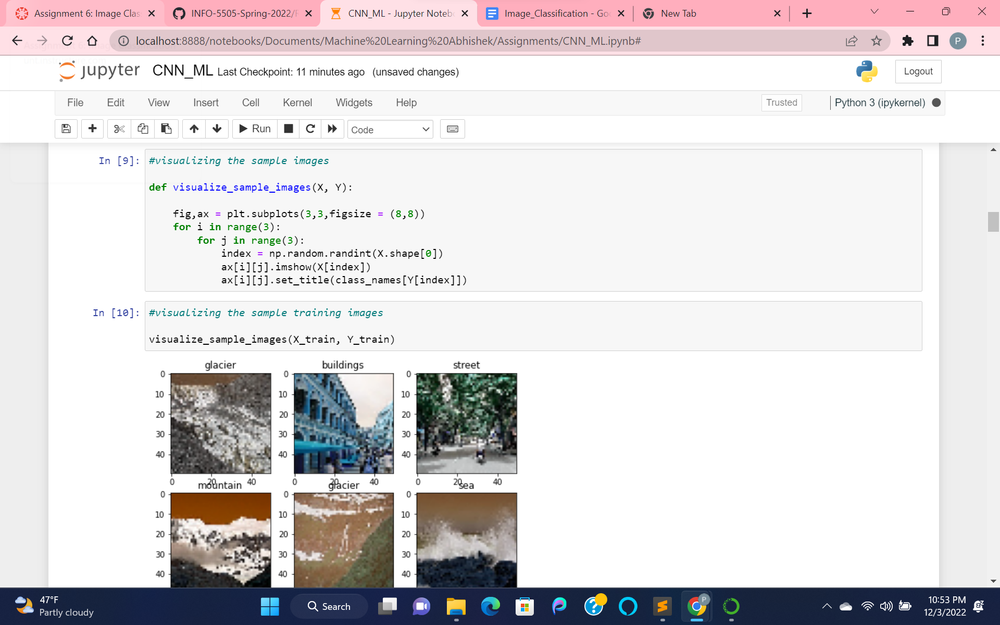 Assignment 6: Image Clas
INFO-5505-Spring-2022/
CNN_ML - Jupyter Noteb
Image_Classification - Go
New Tab
localhost:8888/notebooks/Documents/Machine%20Learning%20Abhishek/Assignments/CNN_ML.ipynb#
P
jupyter CNN_ML Last Checkpoint: 11 minutes ago (unsaved changes)
Logout
File Edit View Insert Cell Kernel Widgets Help
Trusted
Python 3 (ipykernel)
Run
Code
In [9]:
#visualizing the sample images
def visualize_sample_images(X, Y):
    fig,ax = plt.subplots(3,3,figsize = (8,8))
    for i in range(3):
        for j in range(3):
            index = np.random.randint(X.shape[0])
            ax[i][j].imshow(X[index])
            ax[i][j].set_title(class_names[Y[index]])
In [10]:
#visualizing the sample training images
visualize_sample_images(X_train, Y_train)
glacier buildings street
0 0 0
10 10 10
20 20 20
30 30 30
40 40 40
0 20 40 0 20 40 0 20 40
mountain glacier sea
0 0 0
10 10 10
20 20 20
30 30 30
40 40 40
47°F
Partly cloudy
Search
P
10:53 PM
12/3/2022